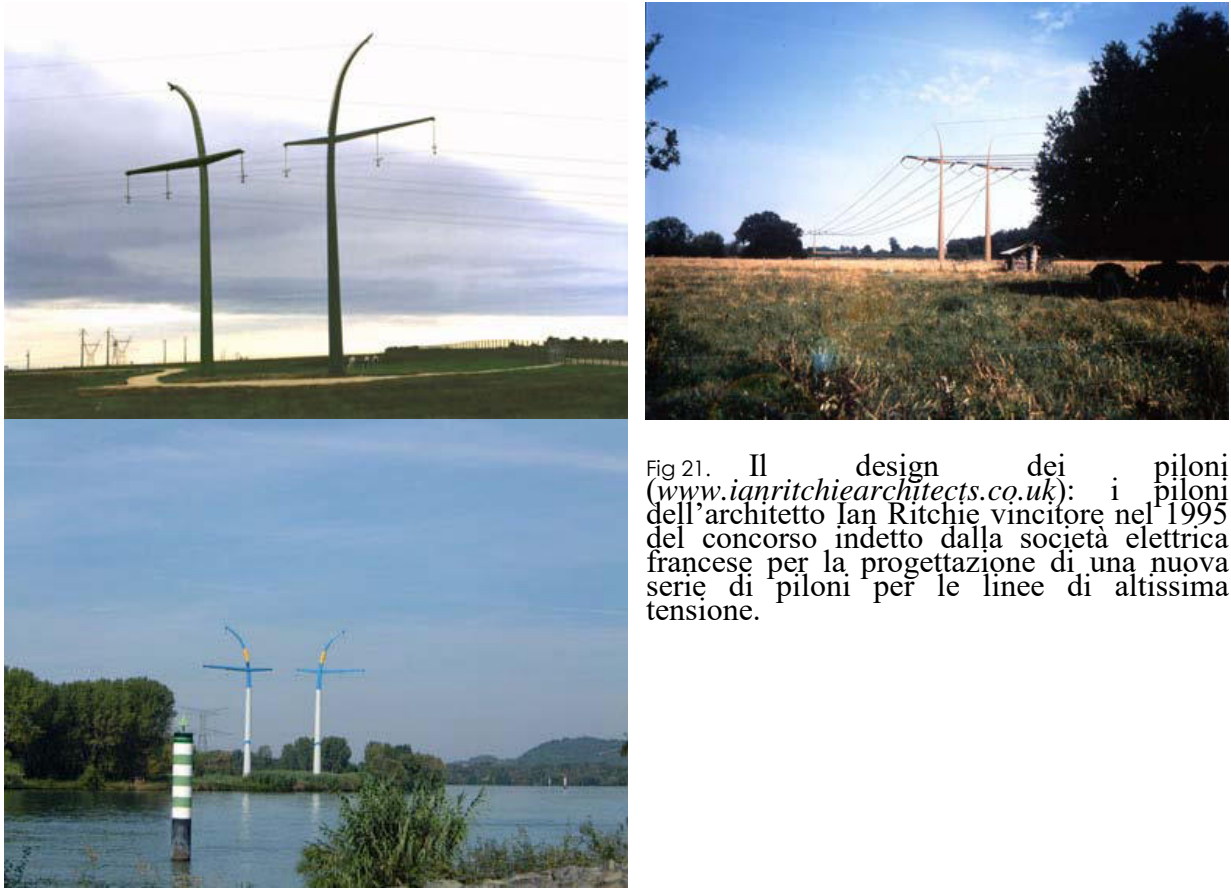 Fig 21. Il design dei piloni
(www.ianritchiearchitects.co.uk): i piloni
dell’architetto Ian Ritchie vincitore nel 1995
del concorso indetto dalla società elettrica
francese per la progettazione di una nuova
serie di piloni per le linee di altissima
tensione.